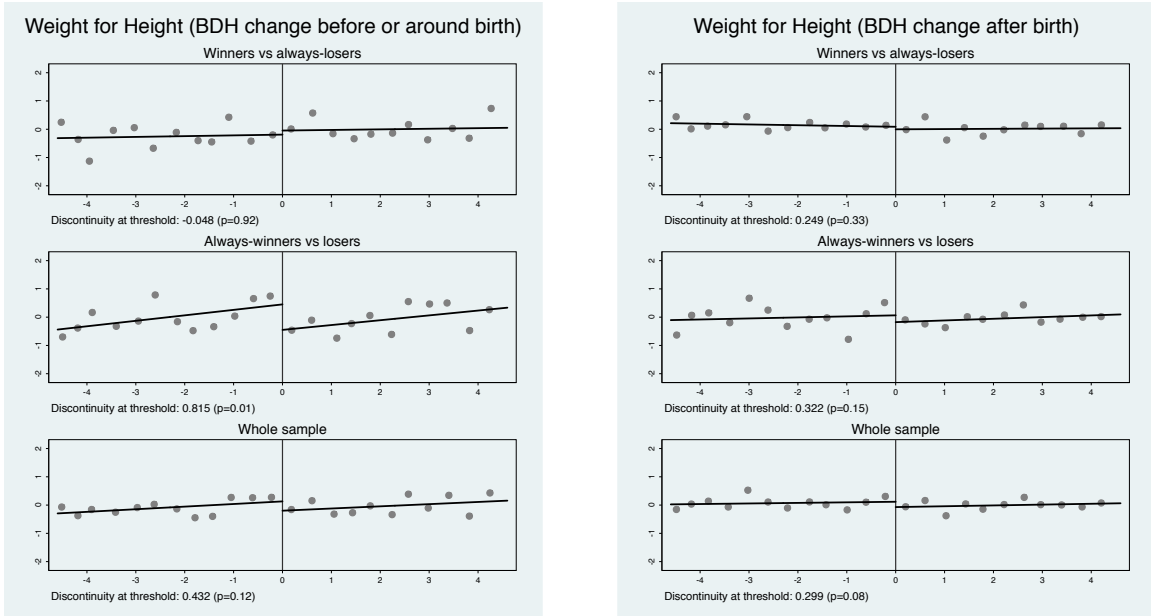 Weight for Height (BDH change before or around birth)
Winners vs always-losers
2
1
0
-1
-2
-4 -3 -2 -1 0 1 2 3 4
Discontinuity at threshold: -0.048 (p=0.92)
Always-winners vs losers
2
1
0
-1
-2
-4 -3 -2 -1 0 1 2 3 4
Discontinuity at threshold: 0.815 (p=0.01)
Whole sample
2
1
0
-1
-2
-4 -3 -2 -1 0 1 2 3 4
Discontinuity at threshold: 0.432 (p=0.12)
Weight for Height (BDH change after birth)
Winners vs always-losers
2
1
0
-1
-2
-4 -3 -2 -1 0 1 2 3 4
Discontinuity at threshold: 0.249 (p=0.33)
Always-winners vs losers
2
1
0
-1
-2
-4 -3 -2 -1 0 1 2 3 4
Discontinuity at threshold: 0.322 (p=0.15)
Whole sample
2
1
0
-1
-2
-4 -3 -2 -1 0 1 2 3 4
Discontinuity at threshold: 0.299 (p=0.08)